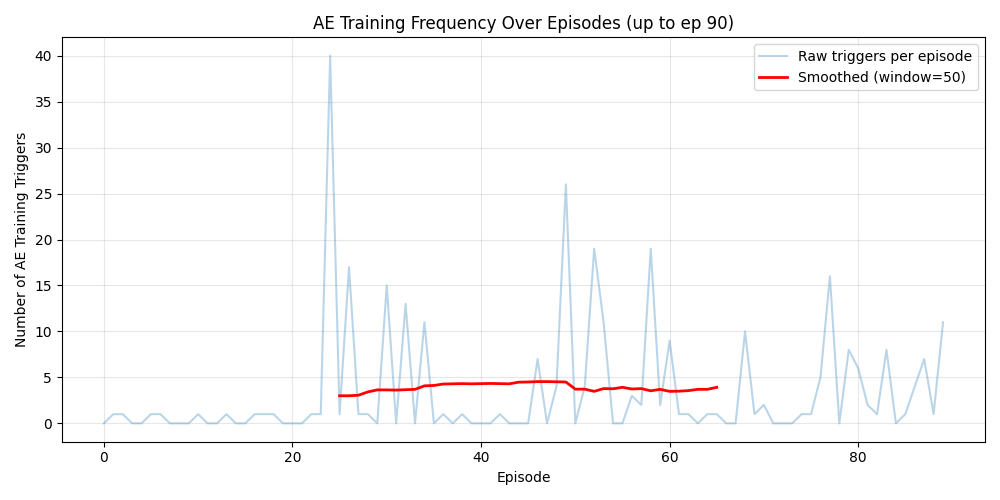 AE Training Frequency Over Episodes (up to ep 90)
Raw triggers per episode
Smoothed (window=50)
Number of AE Training Triggers
40
35
30
25
20
15
10
5
0
0
20
40
60
80
Episode